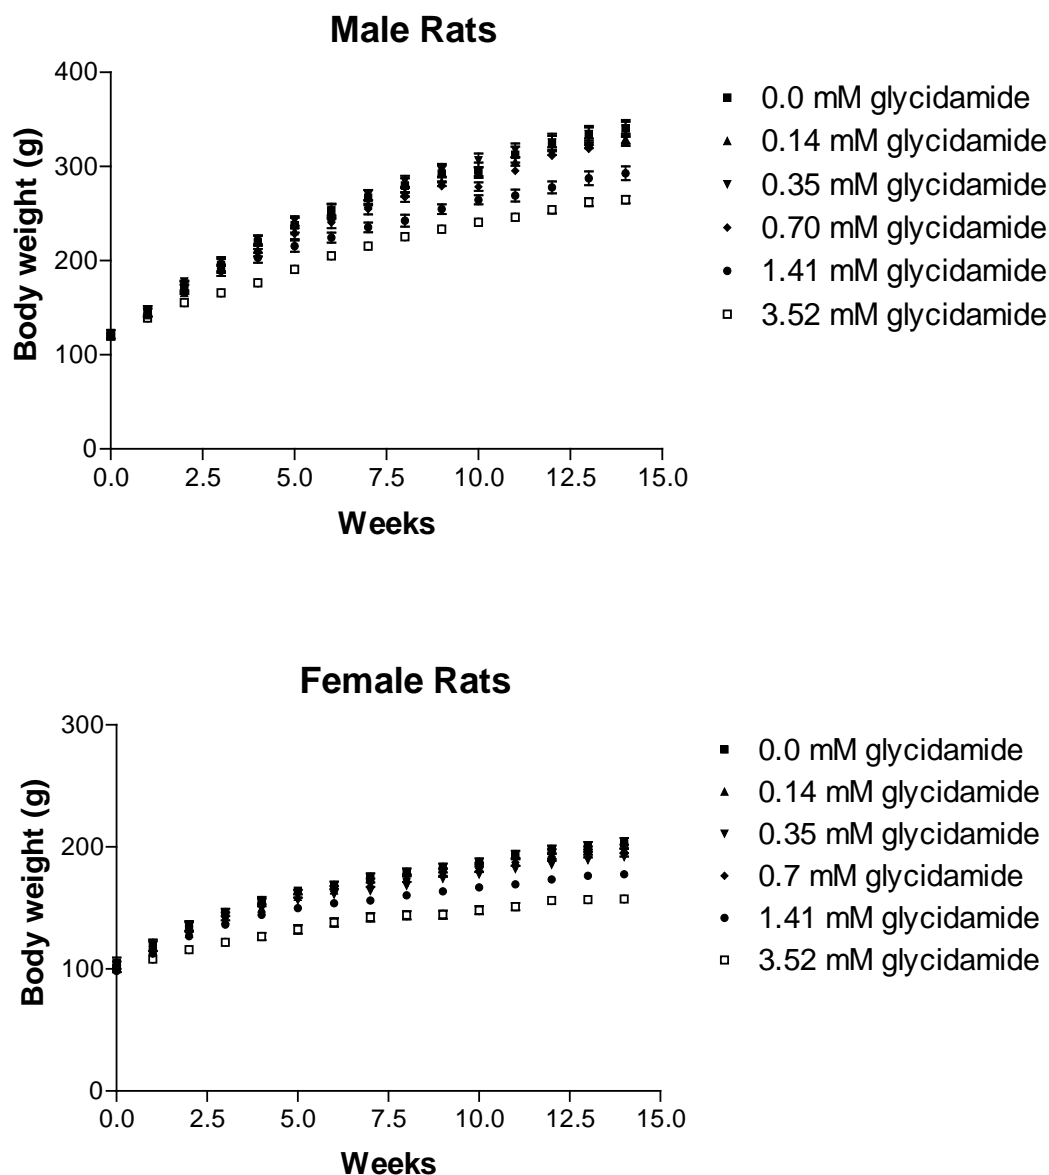 Male Rats
400
300
200
100
0
Body weight (g)
0.0 2.5 5.0 7.5 10.0 12.5 15.0
Weeks
0.0 mM glycidamide
0.14 mM glycidamide
0.35 mM glycidamide
0.70 mM glycidamide
1.41 mM glycidamide
3.52 mM glycidamide
Female Rats
300
200
100
0
Body weight (g)
0.0 2.5 5.0 7.5 10.0 12.5 15.0
Weeks
0.0 mM glycidamide
0.14 mM glycidamide
0.35 mM glycidamide
0.7 mM glycidamide
1.41 mM glycidamide
3.52 mM glycidamide